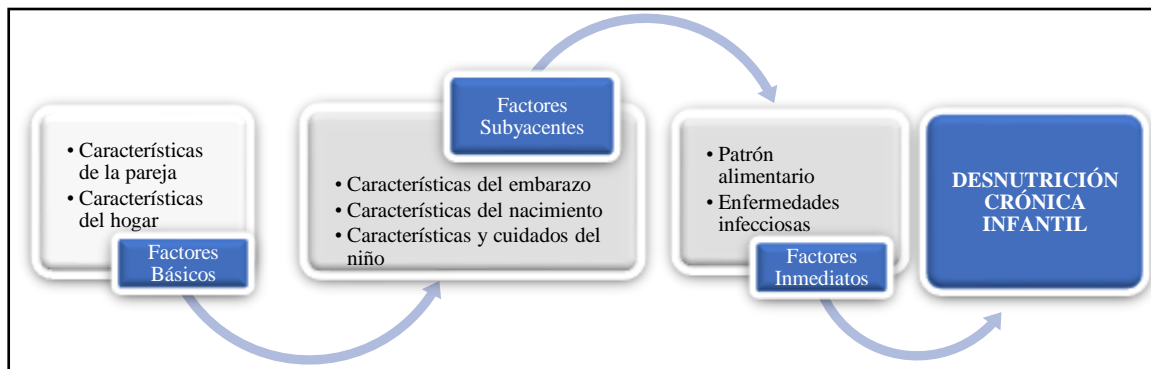 • Características
de la pareja
• Características
del hogar
Factores
Básicos
Factores
Subyacentes
• Características del embarazo
• Características del nacimiento
• Características y cuidados del
niño
• Patrón
alimentario
• Enfermedades
infecciosas
Factores
Inmediatos
DESNUTRICIÓN
CRÓNICA
INFANTIL